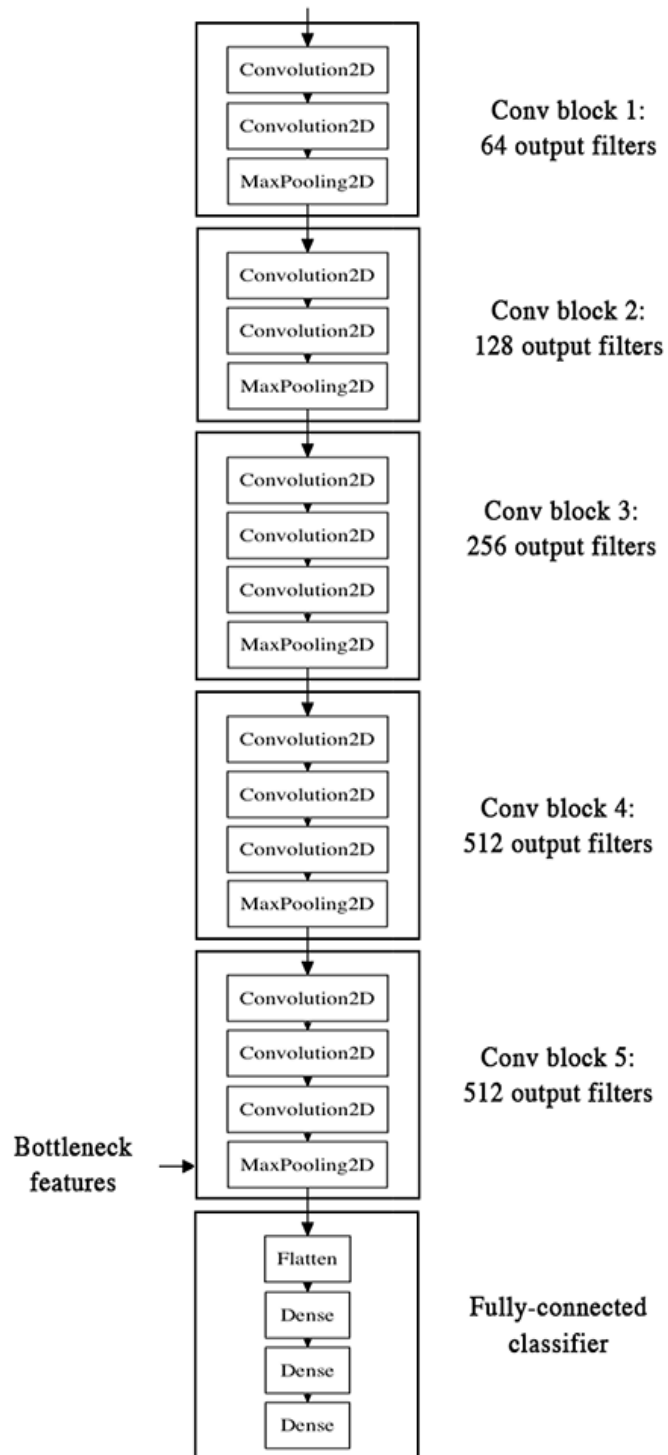 Convolution2D
Convolution2D
MaxPooling2D
Conv block 1:
64 output filters
Convolution2D
Convolution2D
MaxPooling2D
Conv block 2:
128 output filters
Convolution2D
Convolution2D
Convolution2D
MaxPooling2D
Conv block 3:
256 output filters
Convolution2D
Convolution2D
Convolution2D
MaxPooling2D
Conv block 4:
512 output filters
Convolution2D
Convolution2D
Convolution2D
MaxPooling2D
Conv block 5:
512 output filters
Bottleneck
features
Flatten
Dense
Dense
Dense
Fully-connected
classifier